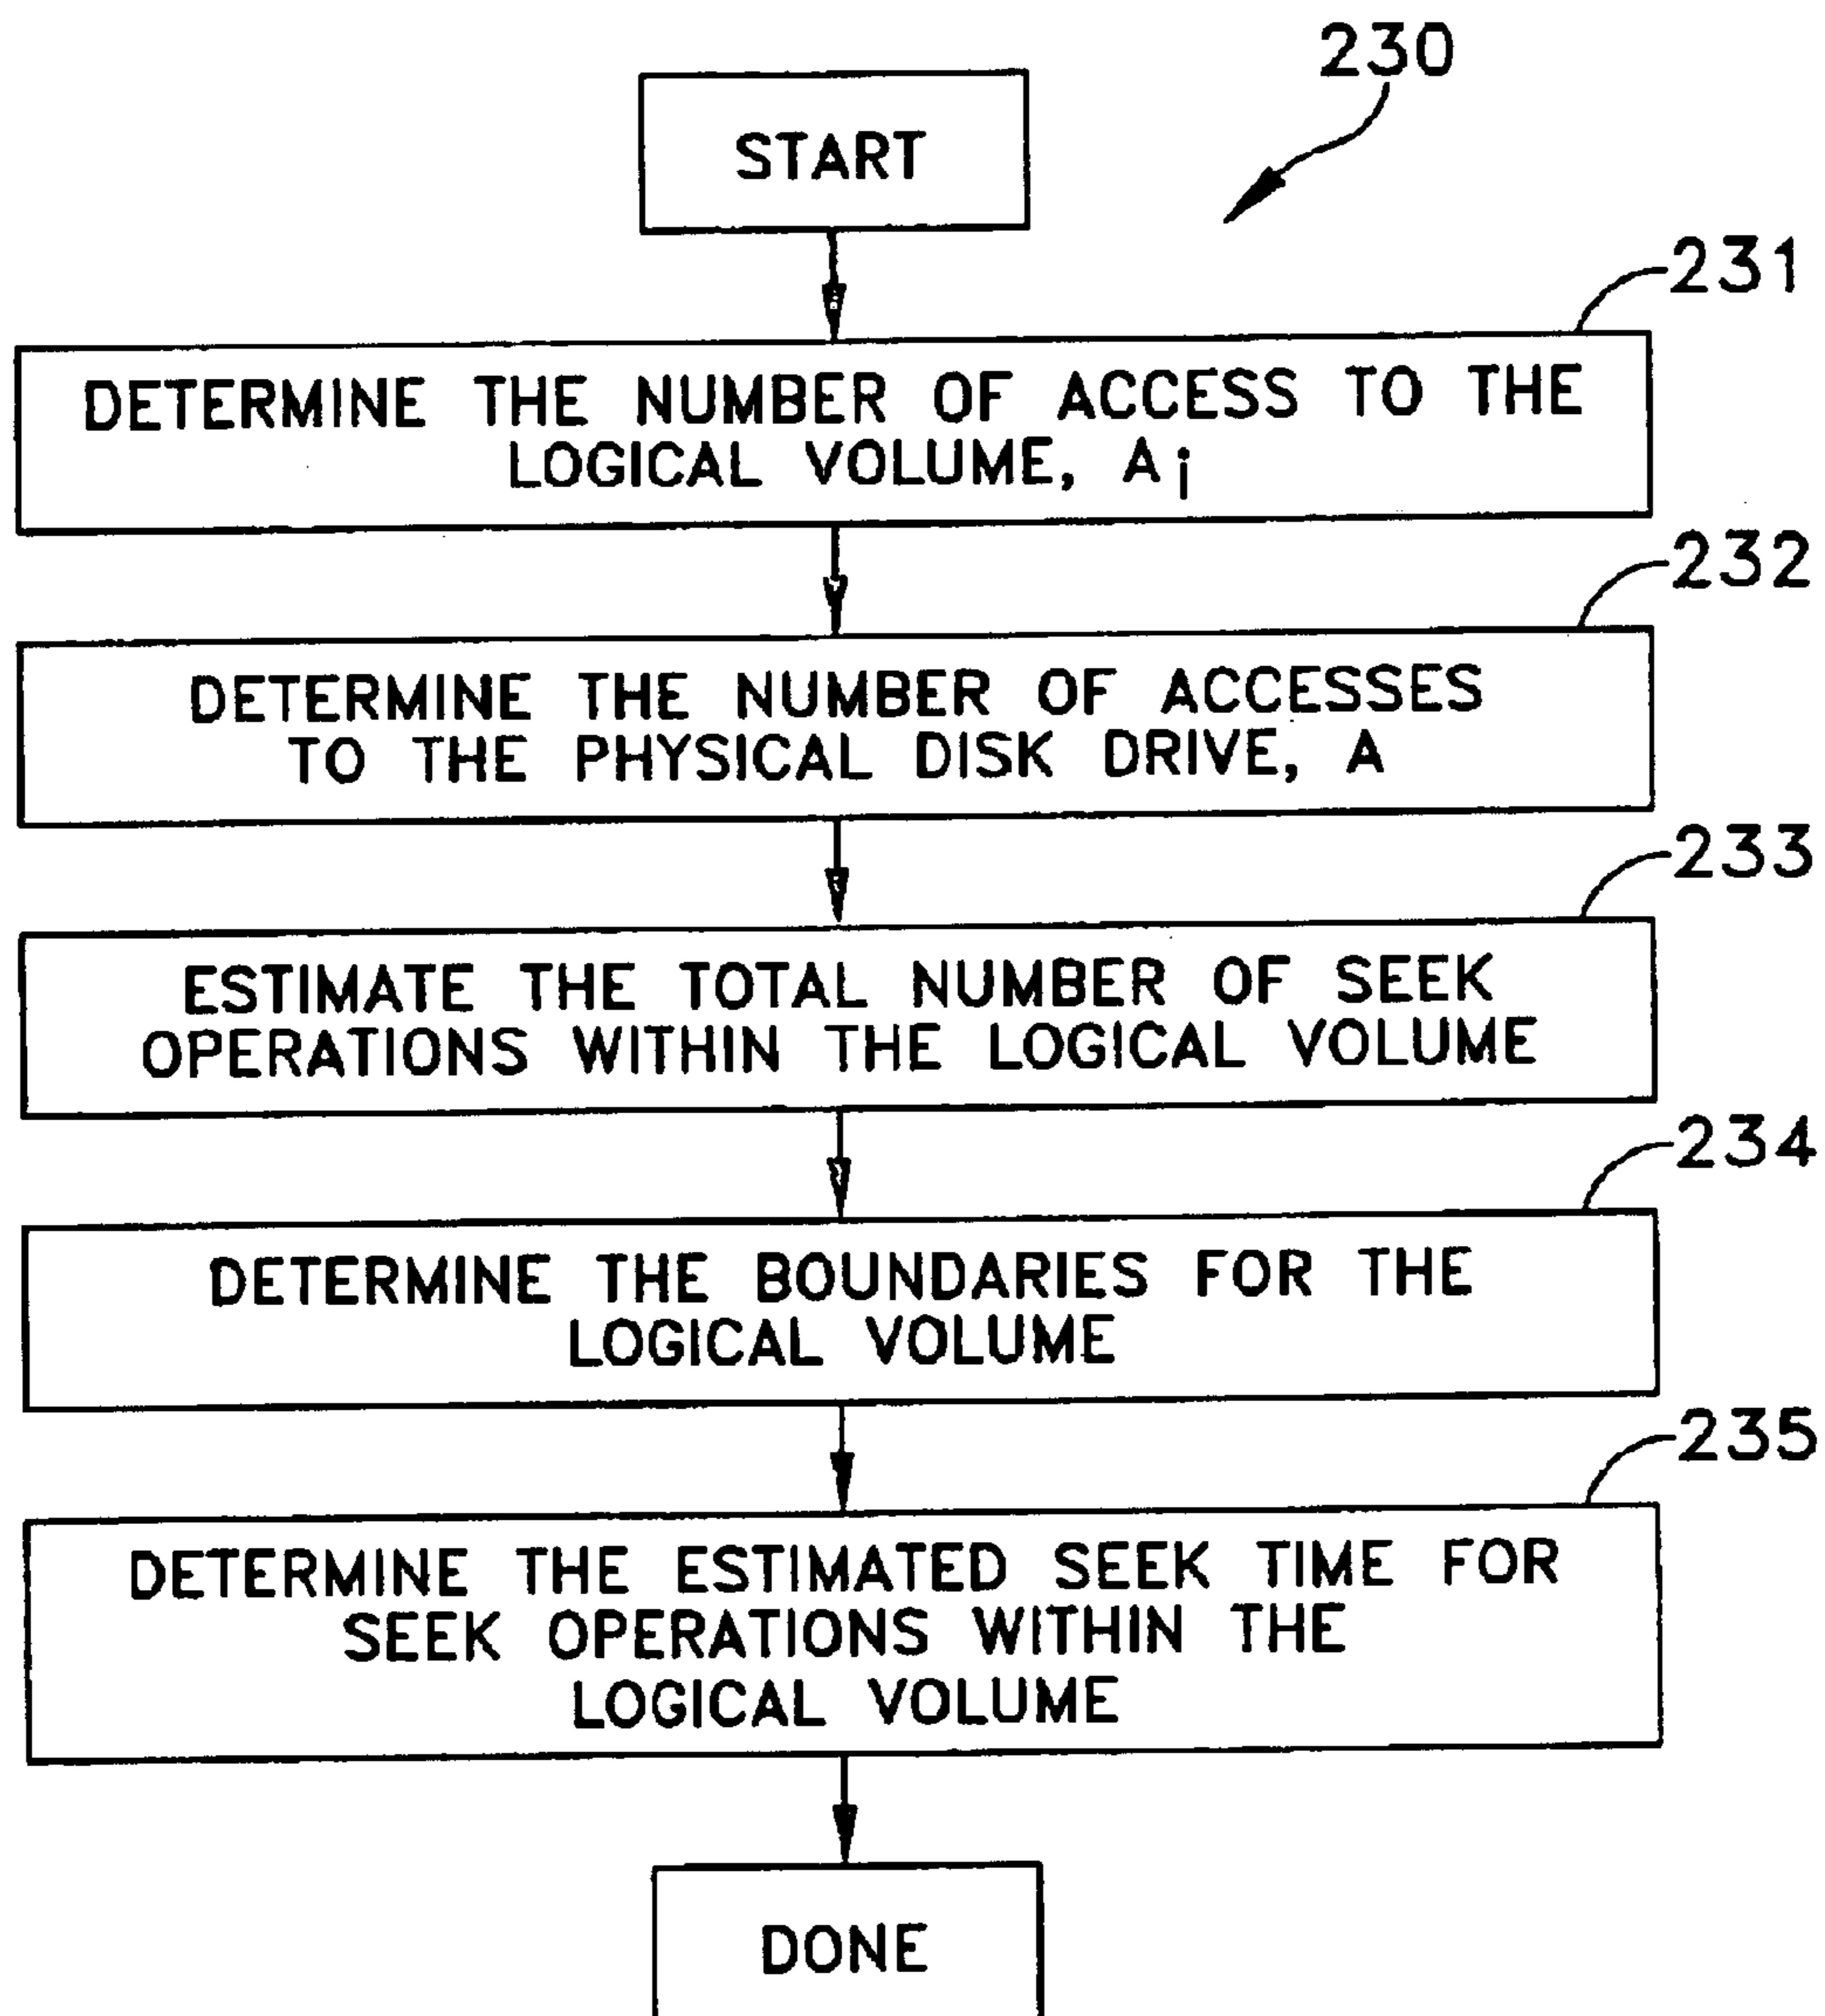 230
START
231
DETERMINE THE NUMBER OF ACCESS TO THE
LOGICAL VOLUME, Ai
232
DETERMINE THE NUMBER OF ACCESSES
TO THE PHYSICAL DISK DRIVE, A
233
ESTIMATE THE TOTAL NUMBER OF SEEK
OPERATIONS WITHIN THE LOGICAL VOLUME
234
DETERMINE THE BOUNDARIES FOR THE
LOGICAL VOLUME
235
DETERMINE THE ESTIMATED SEEK TIME FOR
SEEK OPERATIONS WITHIN THE
LOGICAL VOLUME
DONE